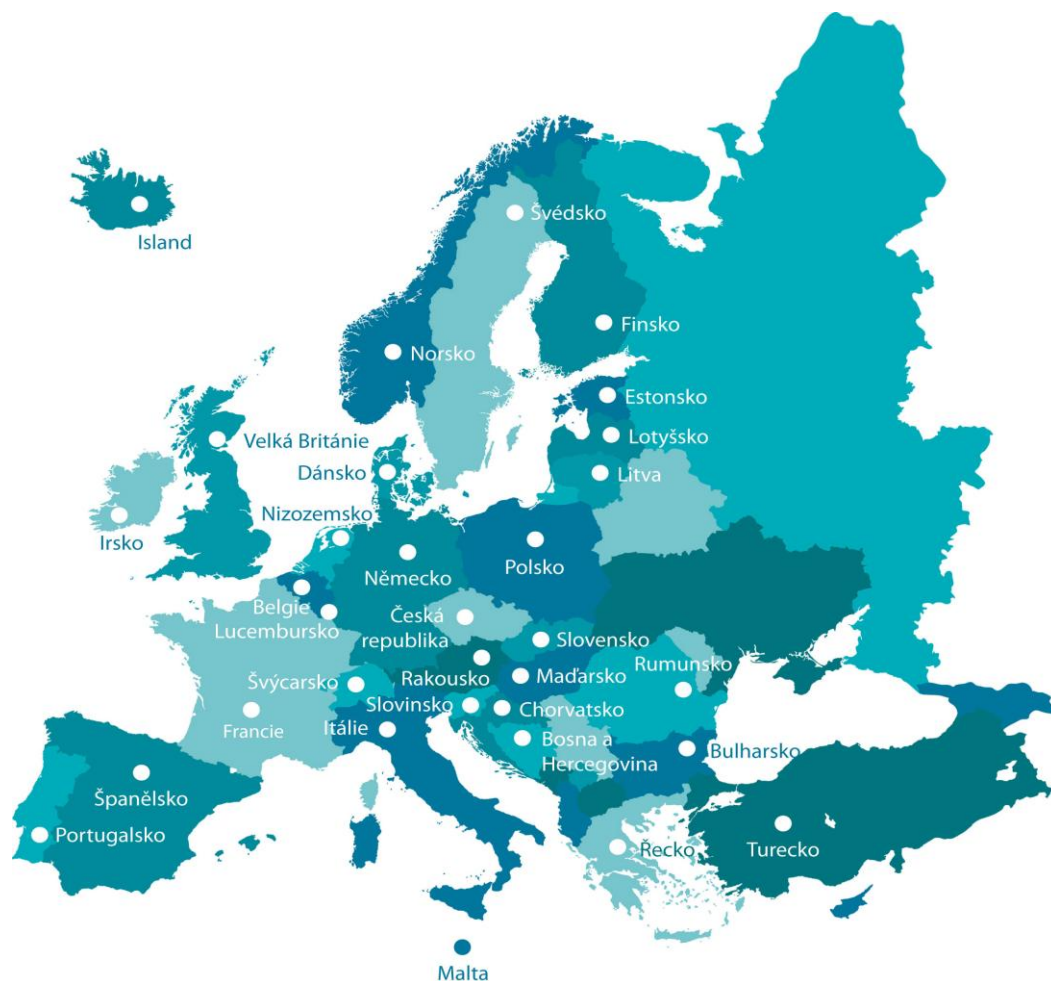 Švédsko
Island
Finsko
Norsko
Estonsko
Lotyšsko
Velká Británie
Dánsko
Litva
Nizozemsko
Irsko
Polsko
Německo
Belgie
Lucembursko
Česká
republika
Slovensko
Rumunsko
Rakousko
Maďarsko
Švýcarsko
Slovinsko
Chorvatsko
Francie
Itálie
Bosna a
Hercegovina
Bulharsko
Španělsko
Portugalsko
Řecko
Turecko
Malta